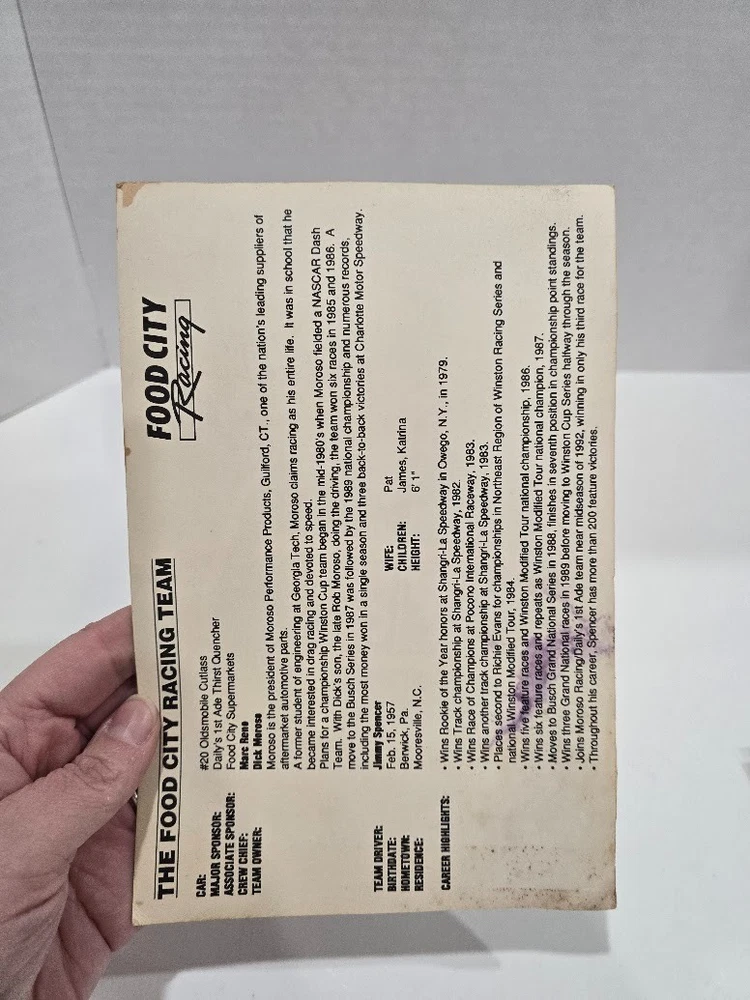 THE FOOD CITY RACING TEAM
FOOD CITY
Racing
CAR: #20 Oldsmobile Cutlass
MAJOR SPONSOR: Daily's 1st Ade Thirst Quencher
ASSOCIATE SPONSOR: Food City Supermarkets
CREW CHIEF: Marc Reno
TEAM OWNER: Dick Moroso
Moroso is the president of Moroso Performance Products, Guilford, CT., one of the nation's leading suppliers of
aftermarket automotive parts.
A former student of engineering at Georgia Tech, Moroso claims racing as his entire life. It was in school that he
became interested in drag racing and devoted to speed.
Plans for a championship Winston Cup team began in the mid-1980's when Moroso fielded a NASCAR Dash
Team. With Dick's son, the late Rob Moroso, doing the driving, the team won six races in 1985 and 1986. A
move to the Busch Series in 1987 was followed by the 1989 national championship and numerous records,
including the most money won in a single season and three back-to-back victories at Charlotte Motor Speedway.
TEAM DRIVER: Jimmy Spencer
BIRTHDATE: Feb. 15, 1957 WIFE: Pat
HOMETOWN: Berwick, Pa. CHILDREN: James, Katrina
RESIDENCE: Mooresville, N.C. HEIGHT: 6' 1"
CAREER HIGHLIGHTS: • Wins Rookie of the Year honors at Shangri-La Speedway in Owego, N.Y., in 1979.
• Wins Track championship at Shangri-La Speedway, 1982.
• Wins Race of Champions at Pocono International Raceway, 1983.
• Wins another track championship at Shangri-La Speedway, 1983.
• Places second to Richie Evans for championships in Northeast Region of Winston Racing Series and
national Winston Modified Tour, 1984.
• Wins five feature races and Winston Modified Tour national championship, 1986.
• Wins six feature races and repeats as Winston Modified Tour national champion, 1987.
• Moves to Busch Grand National Series in 1988, finishes in seventh position in championship point standings.
• Wins three Grand National races in 1989 before moving to Winston Cup Series halfway through the season.
• Joins Moroso Racing/Daily's 1st Ade team near midseason of 1992, winning in only his third race for the team.
• Throughout his career, Spencer has more than 200 feature victories.